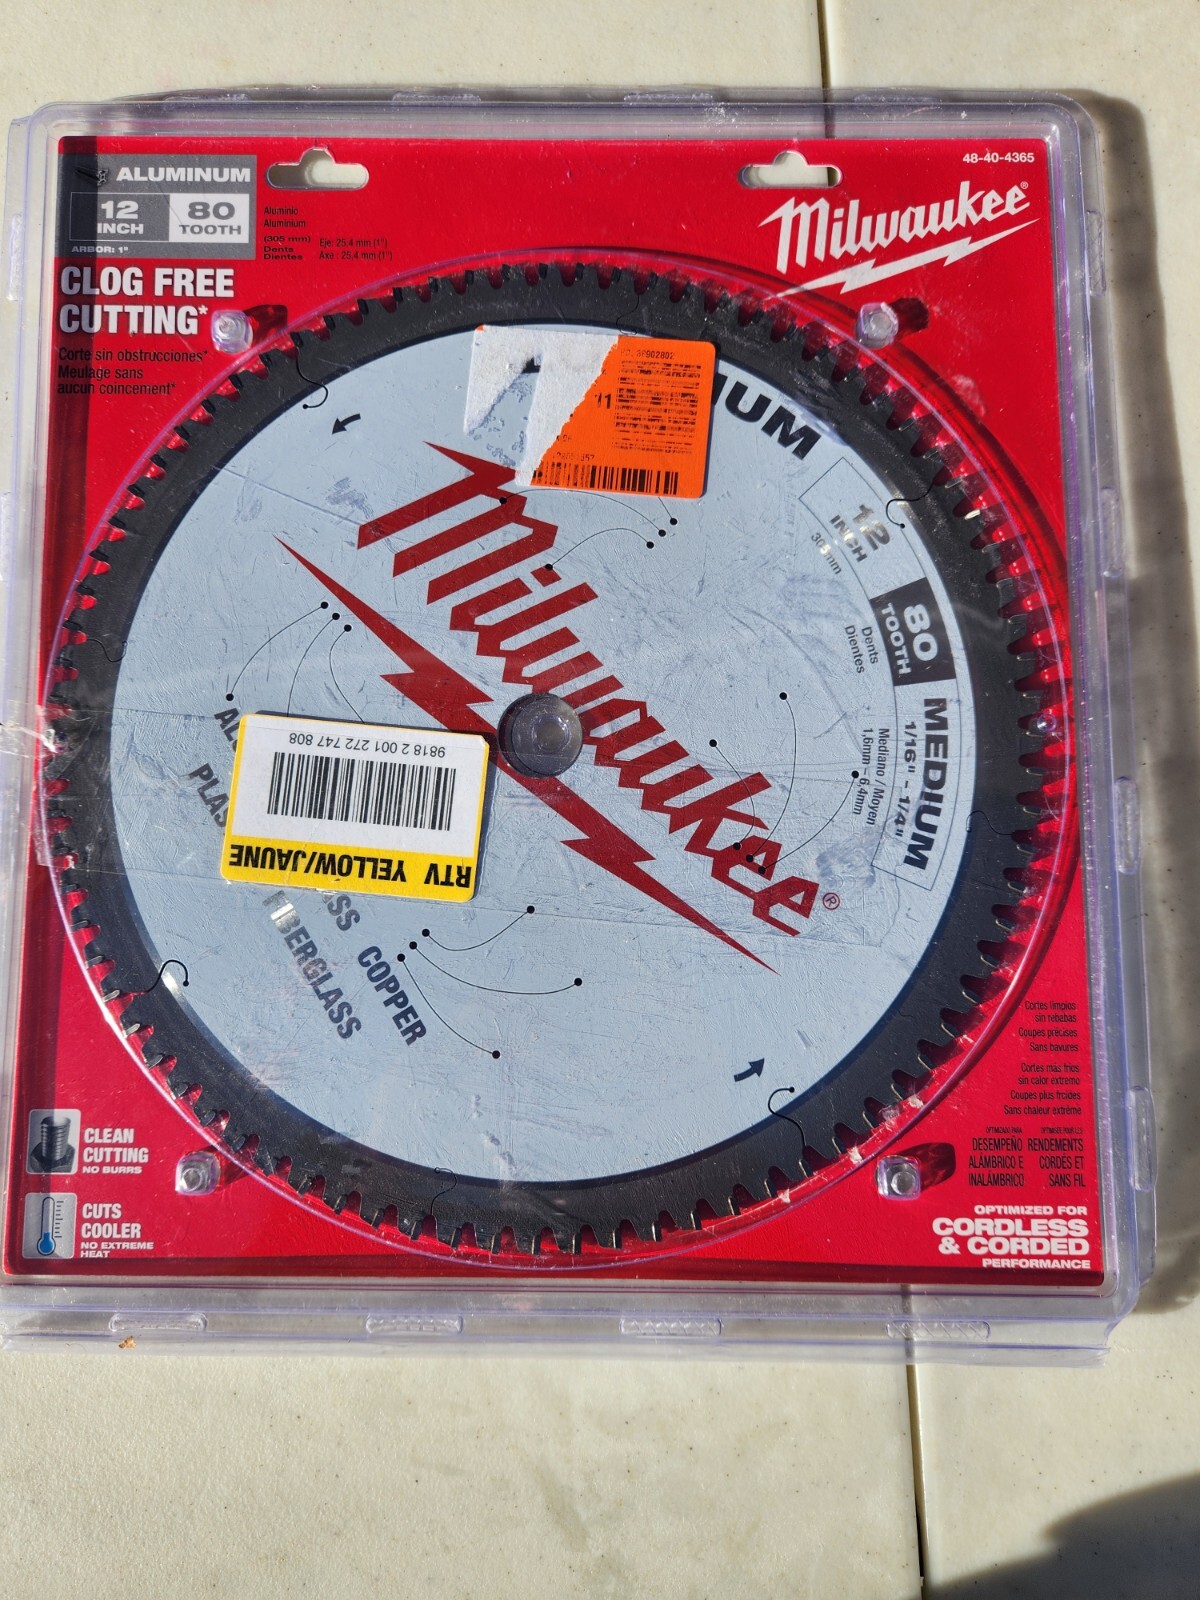 48-40-4365
Milwaukee®
ALUMINUM
12
INCH
80
TOOTH
ARBOR: 1"
Aluminio
Aluminium
(305 mm)
Dents
Dientes
Eje: 25,4 mm (1")
Axe : 25,4 mm (1")
CLOG FREE
CUTTING*
Corte sin obstrucciones*
Meulage sans
aucun coincement*
UM
12
INCH
80
TOOTH
Dents
Dientes
MEDIUM
1/16" - 1/4"
Mediano / Moyen
1,6mm – 6,4mm
Milwaukee®
9818 2 001 272 747 808
RTV YELLOW/JAUNE
COPPER
FIBERGLASS
Cortes limpios
sin rebabas
Coupes précises
Sans bavures
Cortes más fríos
sin calor extremo
Coupes plus froides
Sans chaleur extrême
DESEMPEÑO RENDEMENTS
ALÁMBRICO E CORDÉS ET
INALÁMBRICO SANS FIL
OPTIMIZED FOR
CORDLESS
& CORDED
PERFORMANCE
CLEAN
CUTTING
NO BURRS
CUTS
COOLER
NO EXTREME
HEAT